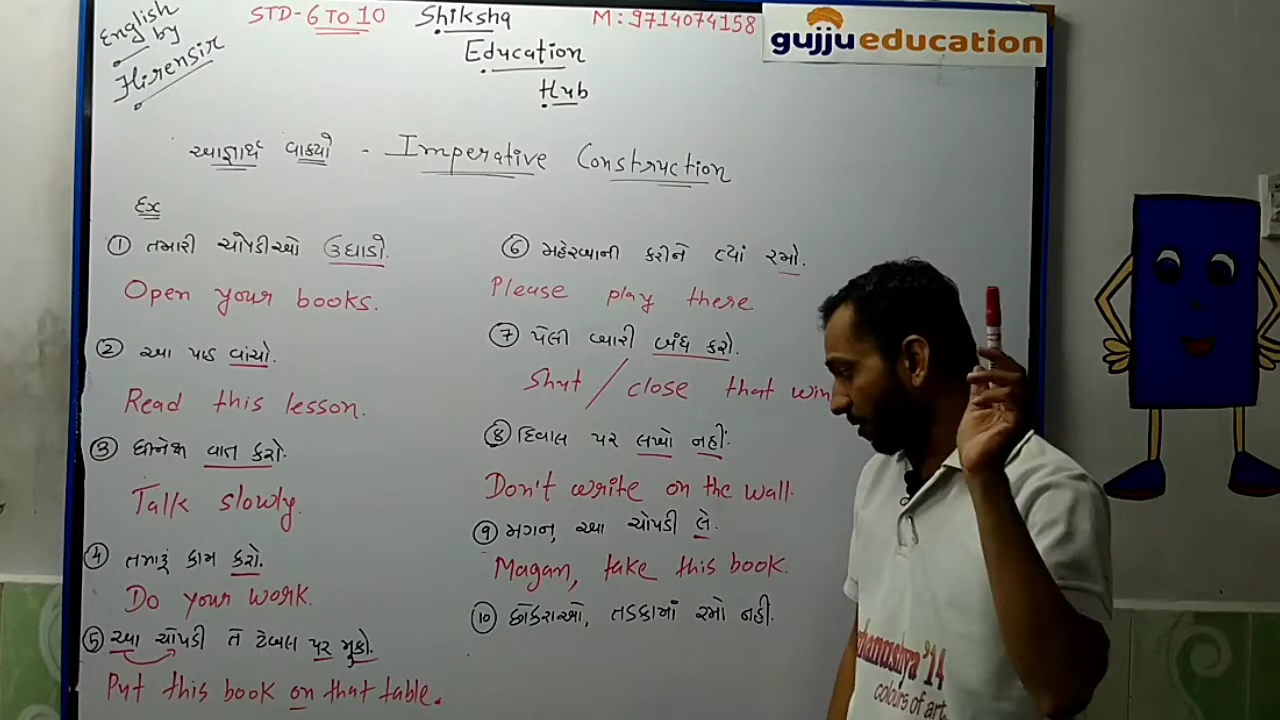 English by Hirensir
STD-6 TO 10
Shiksha
Education
Hub
M: 9714074158
gujjueducation
આજ્ઞાર્થ વાક્યો - Imperative Construction
Ex
① તમારી ચોપડીઓ ઉઘાડો.
Open your books.
② આ પાઠ વાંચો.
Read this lesson.
③ ધીમેથી વાત કરો.
Talk slowly.
④ તમારૂં કામ કરો.
Do your work.
⑤ આ ચોપડી તે ટેબલ પર મૂકો.
Put this book on that table.
⑥ મહેરબાની કરીને ત્યાં રમો.
Please play there
⑦ પેલી બારી બંધ કરો.
Shut / close that win
⑧ દિવાલ પર લખો નહીં.
Don't write on the wall.
⑨ મગન, આ ચોપડી લે.
Magan, take this book.
⑩ છોકરાઓ, તડકામાં રમો નહી.
'14
colours of art